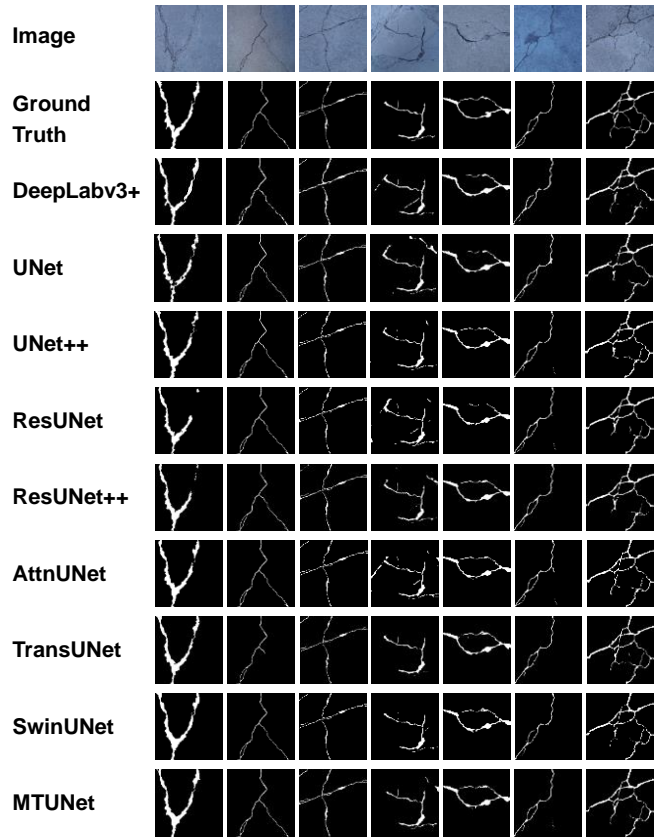 Image
Ground
Truth
DeepLabv3+
UNet
UNet++
ResUNet
ResUNet++
AttnUNet
TransUNet
SwinUNet
MTUNet